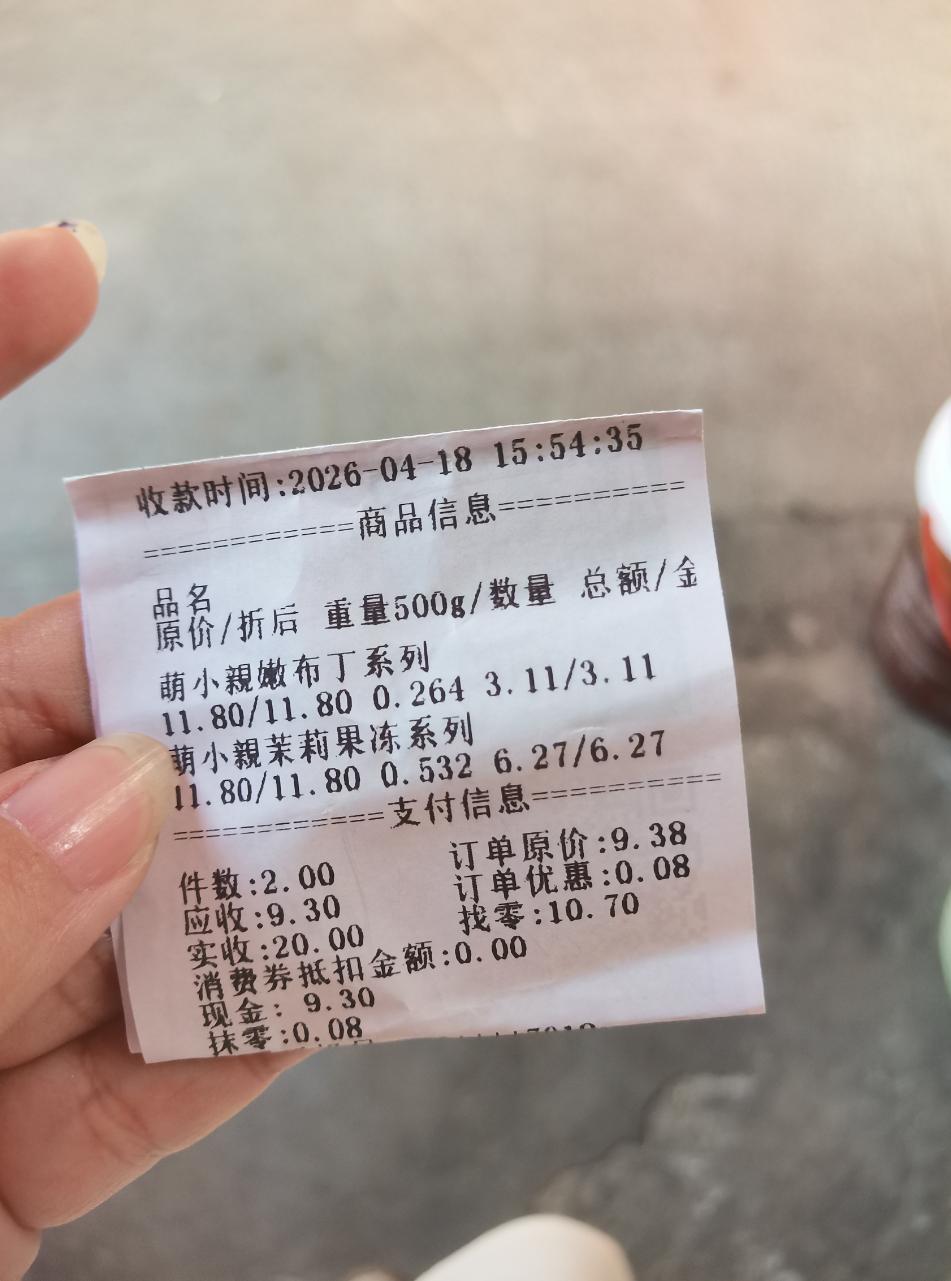 收款时间:2026-04-18 15:54:35
============商品信息===========
品名
原价/折后 重量500g/数量 总额/金
萌小親嫩布丁系列
11.80/11.80 0.264 3.11/3.11
萌小親茉莉果冻系列
11.80/11.80 0.532 6.27/6.27
============支付信息===========
件数:2.00 订单原价:9.38
应收:9.30 订单优惠:0.08
实收:20.00 找零:10.70
消费券抵扣金额:0.00
现金: 9.30
抹零:0.08